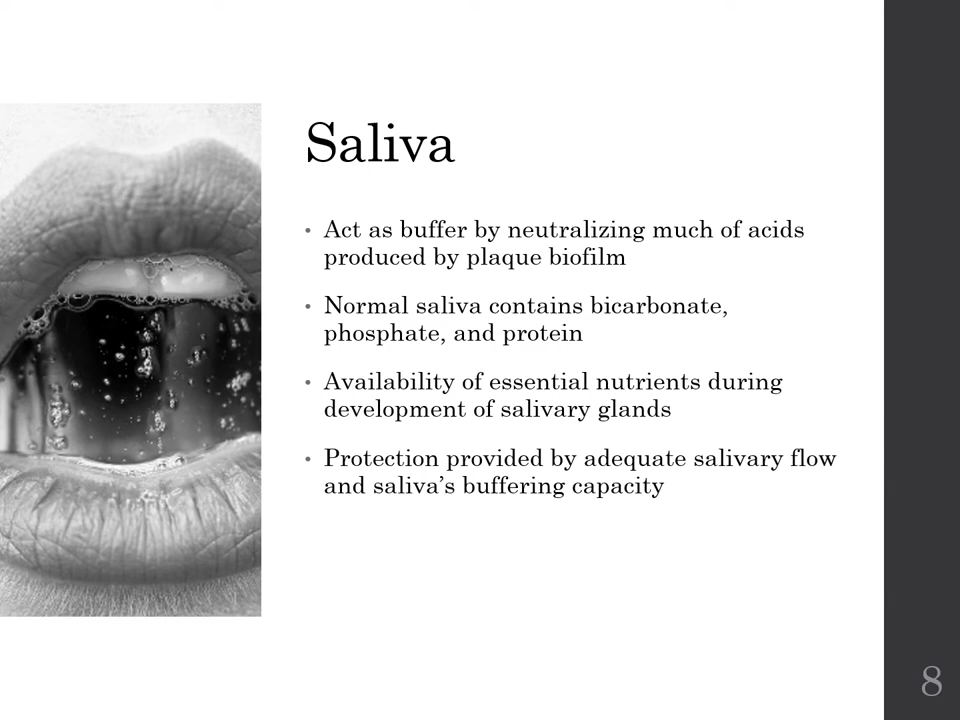 Saliva
• Act as buffer by neutralizing much of acids
produced by plaque biofilm
• Normal saliva contains bicarbonate,
phosphate, and protein
• Availability of essential nutrients during
development of salivary glands
• Protection provided by adequate salivary flow
and saliva’s buffering capacity
8